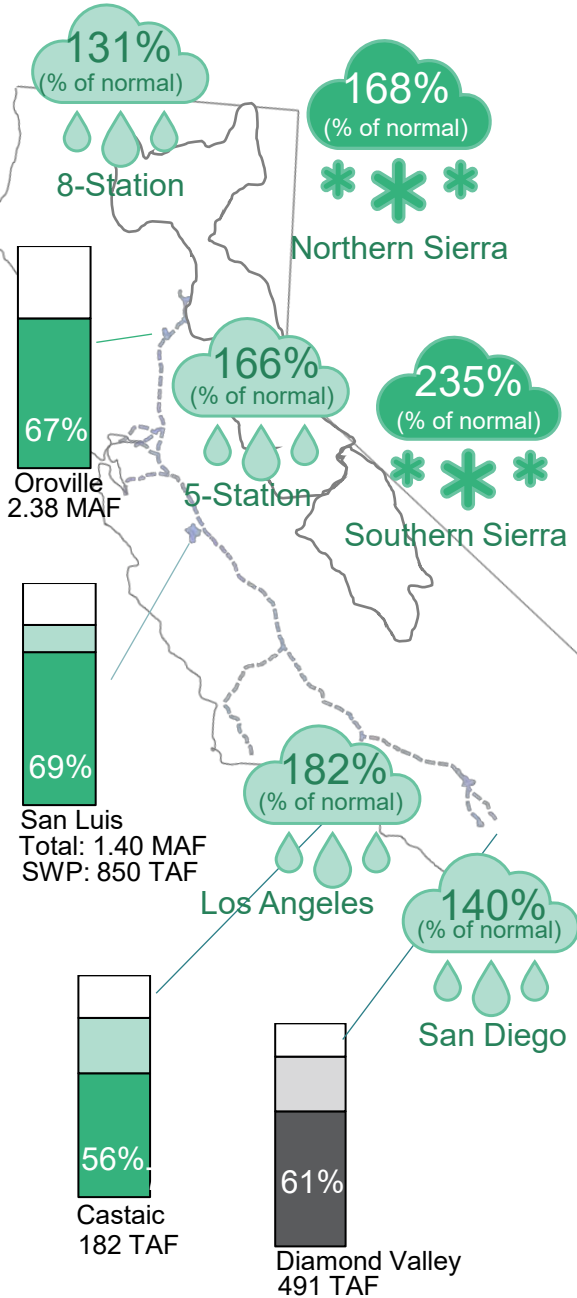 131%
(% of normal)
8-Station
168%
(% of normal)
Northern Sierra
67%
Oroville
2.38 MAF
166%
(% of normal)
5-Station
235%
(% of normal)
Southern Sierra
69%
San Luis
Total: 1.40 MAF
SWP: 850 TAF
182%
(% of normal)
Los Angeles
140%
(% of normal)
San Diego
56%
Castaic
182 TAF
61%
Diamond Valley
491 TAF